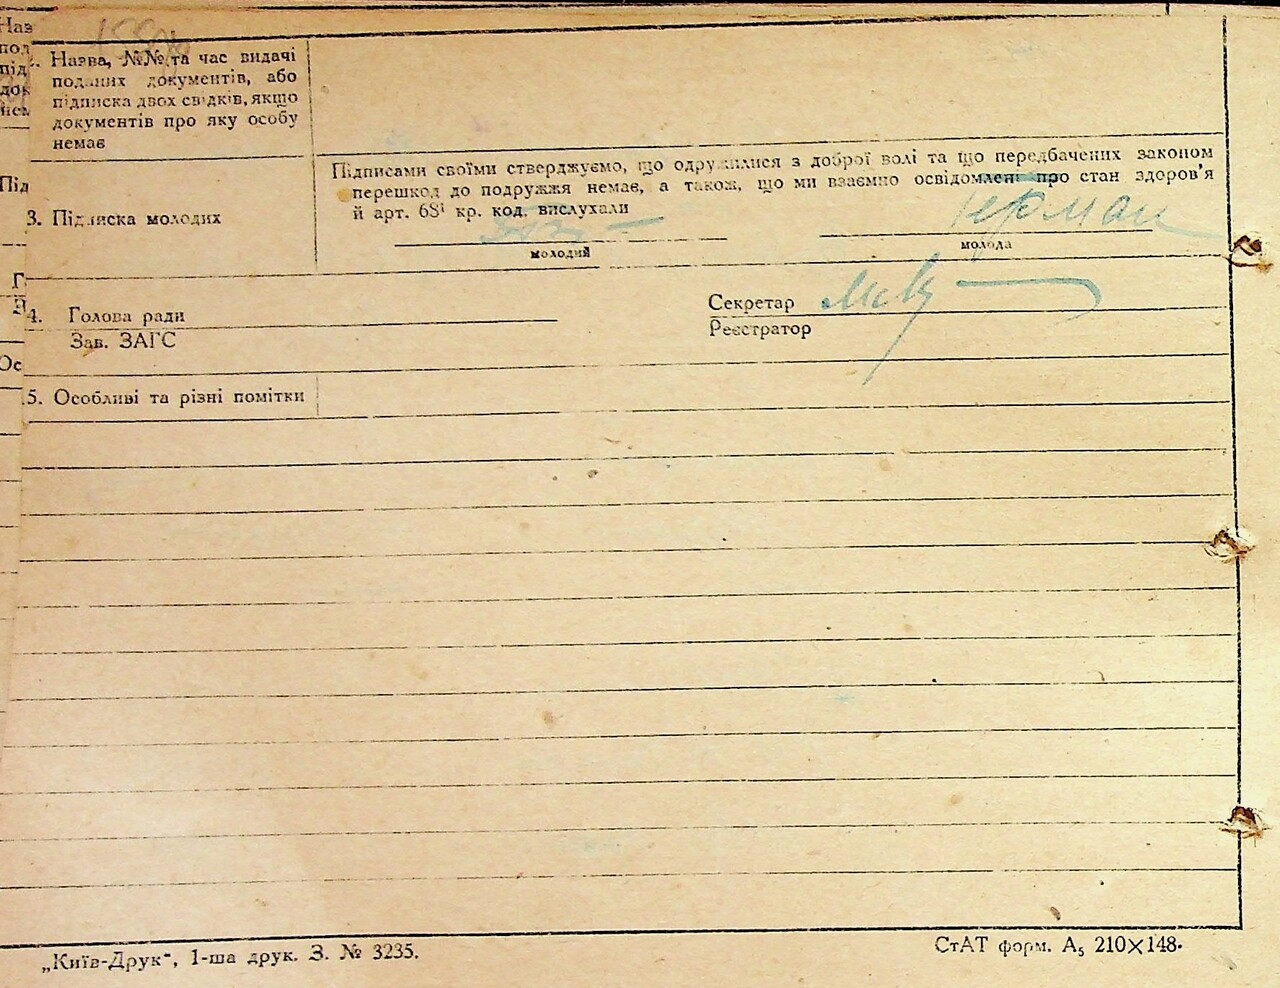 Назва, №№ та час видачі
поданих документів, або
підписка двох свідків, якщо
документів про яку особу
немає
Підписами своїми стверджуємо, що одружилися з доброї волі та що передбачених законом
перешкод до подружжя немає, а також, що ми взаємно освідомлені про стан здоров'я
й арт. 68¹ кр. код. вислухали
3. Підписка молодих
Герман
молодий
молода
4. Голова ради
Зав. ЗАГС
Секретар
Реєстратор
5. Особливі та різні помітки
„Київ-Друк", 1-ша друк. З. № 3235.
СтАТ форм. А₅ 210×148.